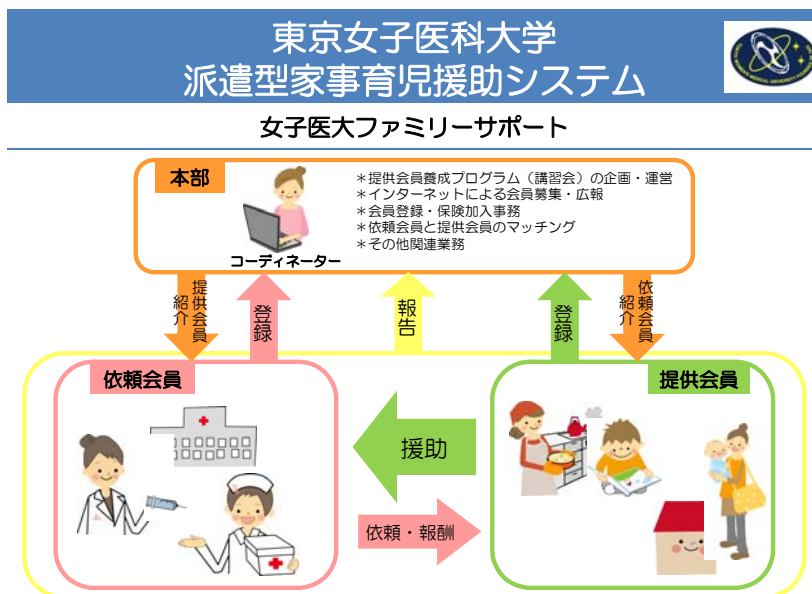 東京女子医科大学
派遣型家事育児援助システム
女子医大ファミリーサポート
本部
＊提供会員養成プログラム（講習会）の企画・運営
＊インターネットによる会員募集・広報
＊会員登録・保険加入事務
＊依頼会員と提供会員のマッチング
＊その他関連業務
コーディネーター
提供会員
紹介
登録
報告
登録
依頼会員
紹介
依頼会員
提供会員
援助
依頼・報酬